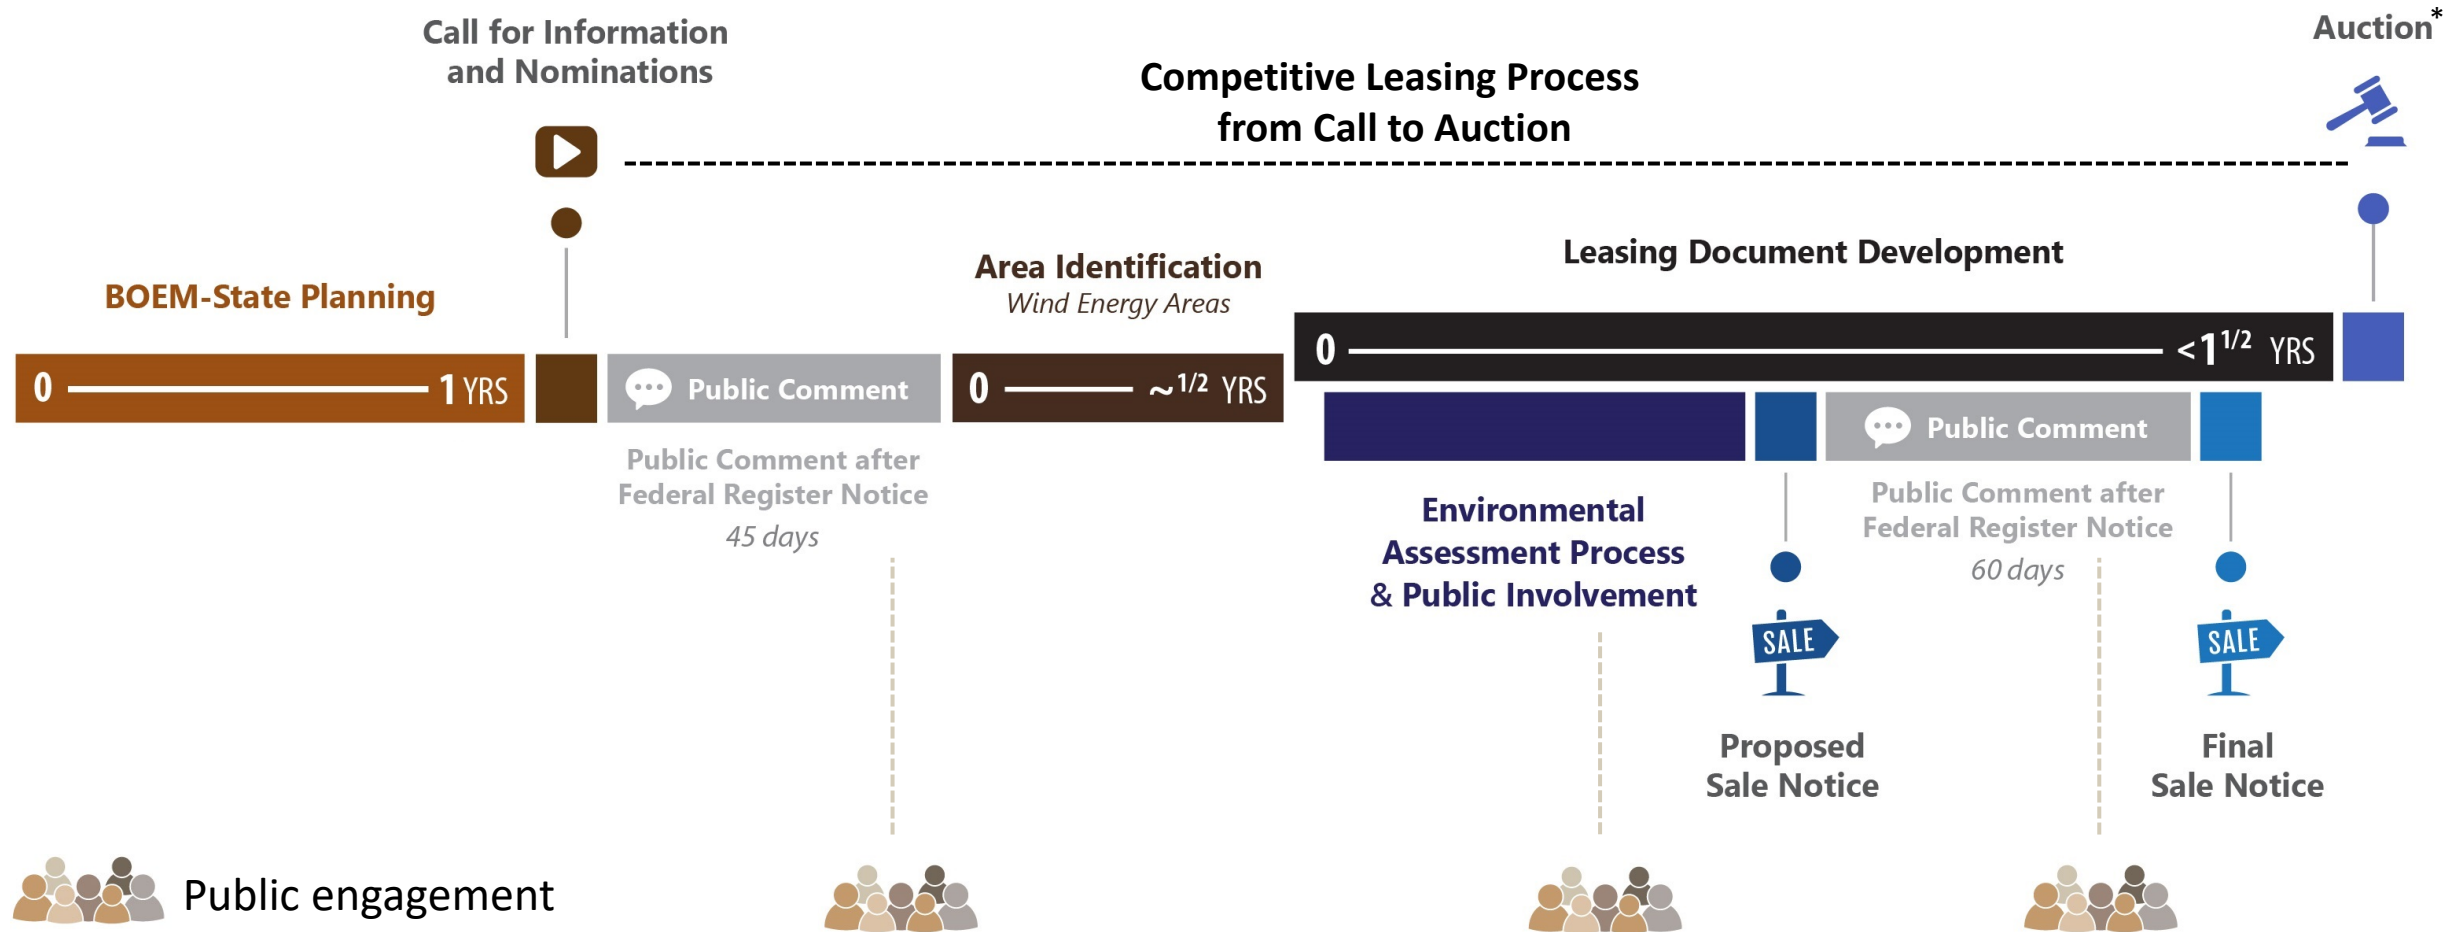 Call for Information
and Nominations
Competitive Leasing Process
from Call to Auction
Auction*
BOEM-State Planning
0 1 YRS
Public Comment
Public Comment after
Federal Register Notice
45 days
Area Identification
Wind Energy Areas
0 ~1/2 YRS
Leasing Document Development
0 <1 1/2 YRS
Environmental
Assessment Process
& Public Involvement
SALE
Proposed
Sale Notice
Public Comment
Public Comment after
Federal Register Notice
60 days
SALE
Final
Sale Notice
Public engagement